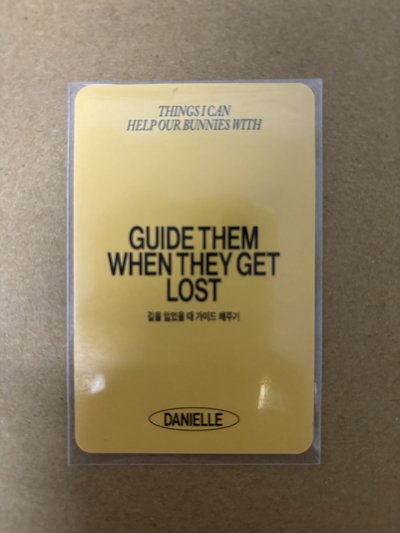 THINGS I CAN
HELP OUR BUNNIES WITH
GUIDE THEM
WHEN THEY GET
LOST
길을 잃었을 때 가이드 해주기
DANIELLE